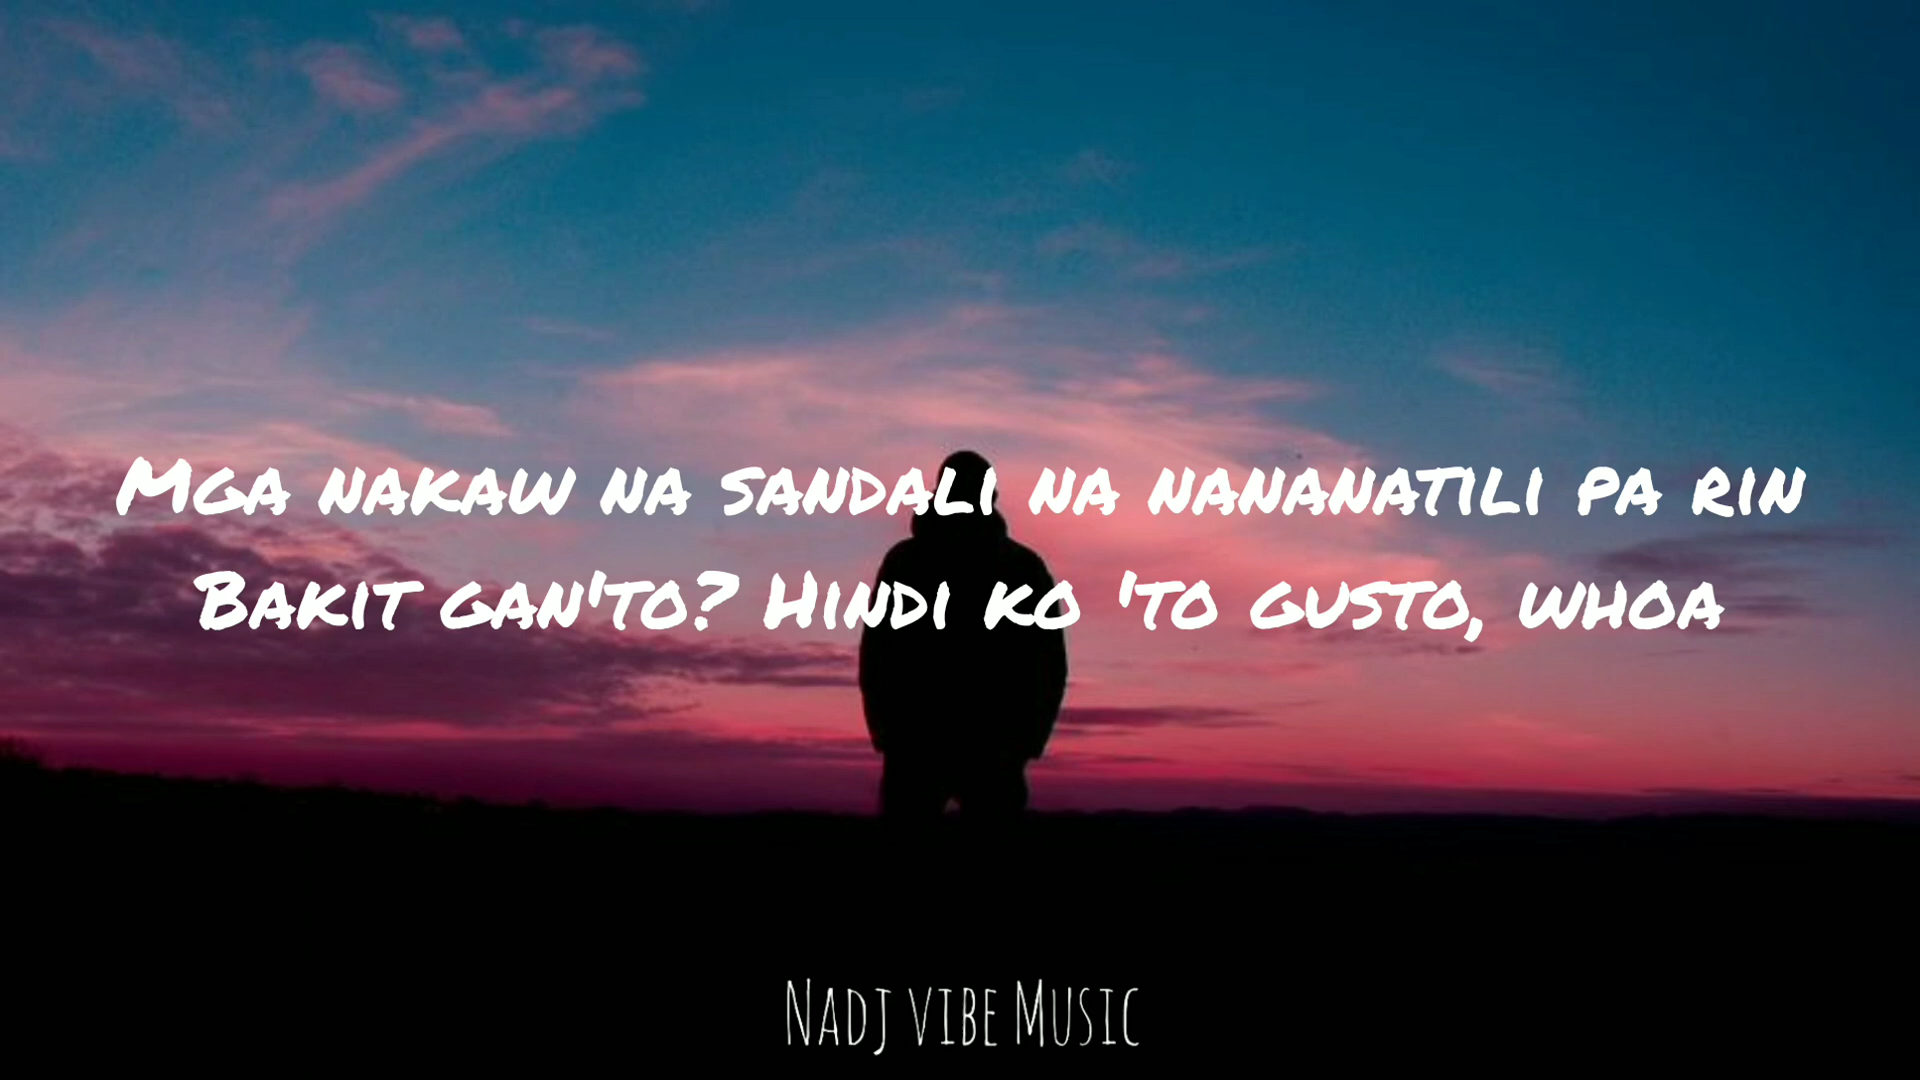 Mga nakaw na sandali na nananatili pa rin
Bakit gan'to? Hindi ko 'to gusto, whoa
Nadj vibe Music